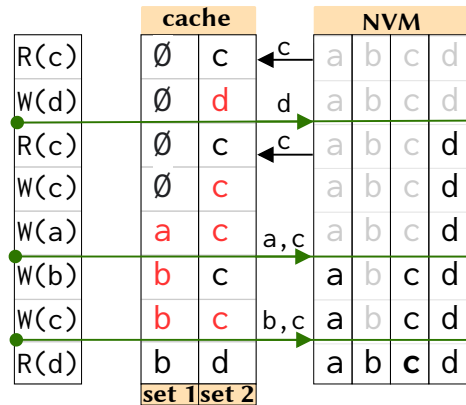 cache NVM
R(c) Ø c c a b c d
W(d) Ø d a b c d
d
R(c) Ø c c a b c d
W(c) Ø c a b c d
W(a) a c a b c d
a,c
W(b) b c a b c d
W(c) b c b,c a b c d
R(d) b d a b c d
set 1 set 2